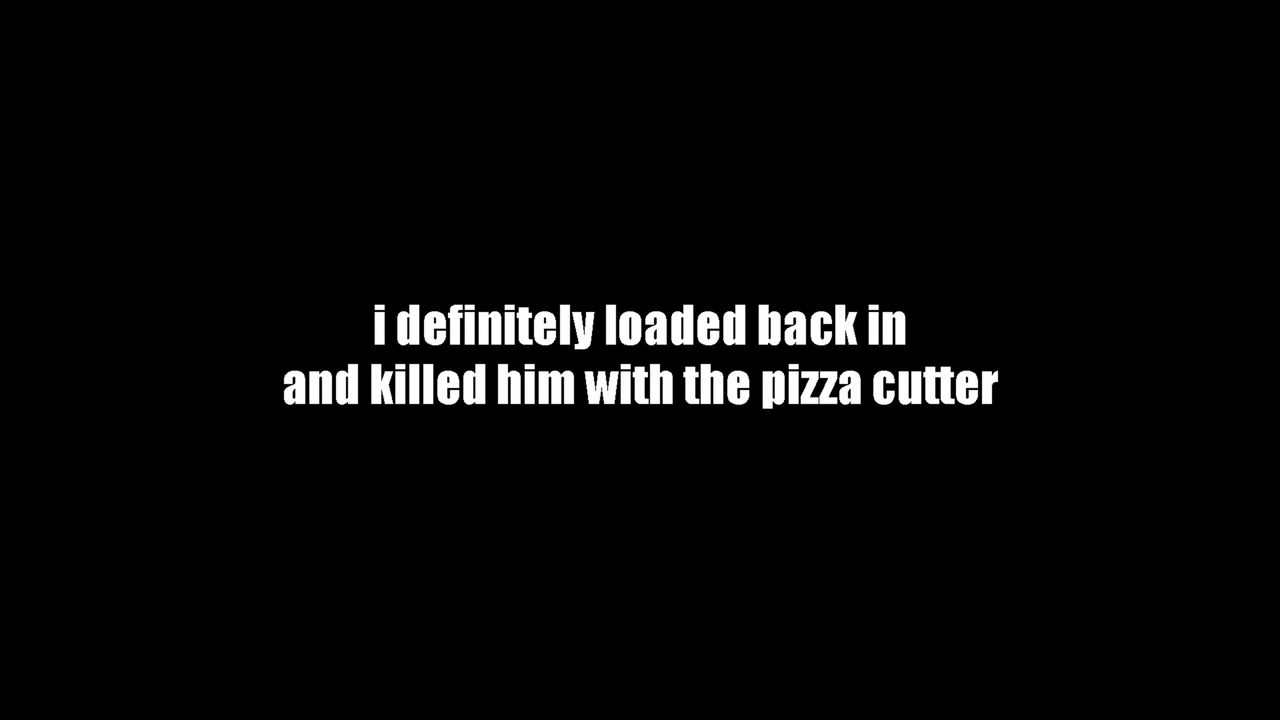 i definitely loaded back in
and killed him with the pizza cutter